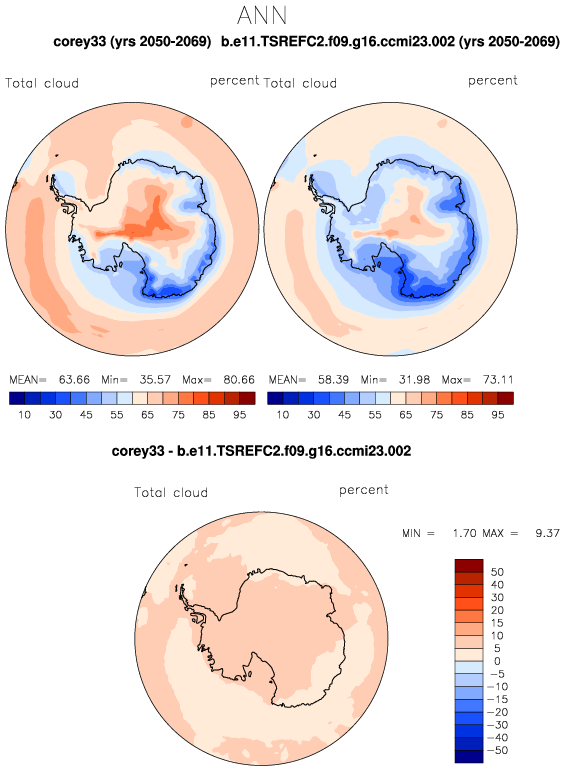 ANN
corey33 (yrs 2050-2069) b.e11.TSREFC2.f09.g16.ccmi23.002 (yrs 2050-2069)
Total cloud percent Total cloud percent
MEAN= 63.66 Min= 35.57 Max= 80.66 MEAN= 58.39 Min= 31.98 Max= 73.11
10 30 45 55 65 75 85 95 10 30 45 55 65 75 85 95
corey33 - b.e11.TSREFC2.f09.g16.ccmi23.002
Total cloud percent
MIN = 1.70 MAX = 9.37
50
40
30
20
15
10
5
0
-5
-10
-15
-20
-30
-40
-50